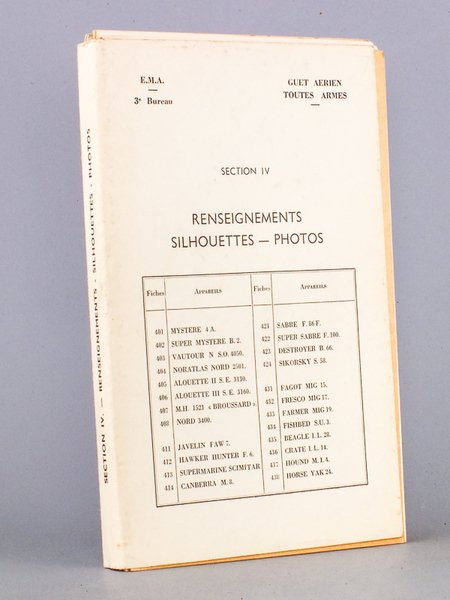 E.M.A.
3e Bureau
GUET AERIEN
TOUTES ARMES
SECTION IV
RENSEIGNEMENTS
SILHOUETTES — PHOTOS
Fiches APPAREILS Fiches APPAREILS
401 MYSTERE 4 A.
402 SUPER MYSTERE B. 2.
403 VAUTOUR N S.O. 4050.
404 NORATLAS NORD 2501.
405 ALOUETTE II S. E. 3130.
406 ALOUETTE III S. E. 3160.
407 M.H. 1521 « BROUSSARD ».
408 NORD 3400.
411 JAVELIN FAW 7.
412 HAWKER HUNTER F. 6.
413 SUPERMARINE SCIMITAR
414 CANBERRA M. 8.
421 SABRE F. 86 F.
422 SUPER SABRE F. 100.
423 DESTROYER B. 66.
424 SIKORSKY S. 58.
431 FAGOT MIG 15.
432 FRESCO MIG 17.
433 FARMER MIG 19.
434 FISHBED S.U. 3.
435 BEAGLE I L. 28.
436 CRATE I L. 14.
437 HOUND M.I. 4.
438 HORSE YAK 24.
SECTION IV. — RENSEIGNEMENTS - SILHOUETTES - PHOTOS